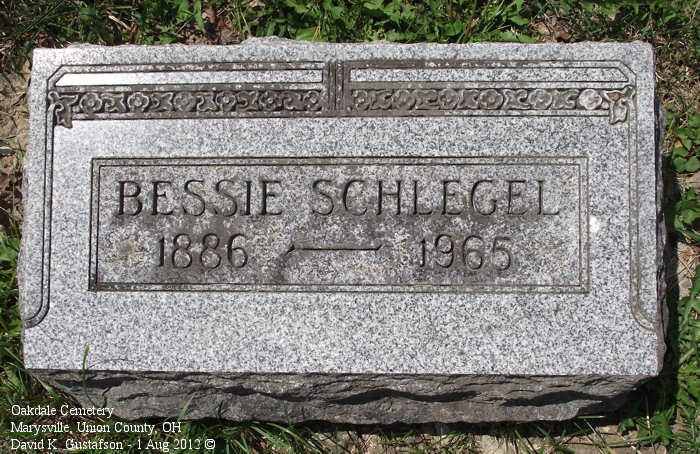 BESSIE SCHLEGEL
1886 — 1965
Oakdale Cemetery
Marysville, Union County, OH
David K. Gustafson - 1 Aug 2012 ©